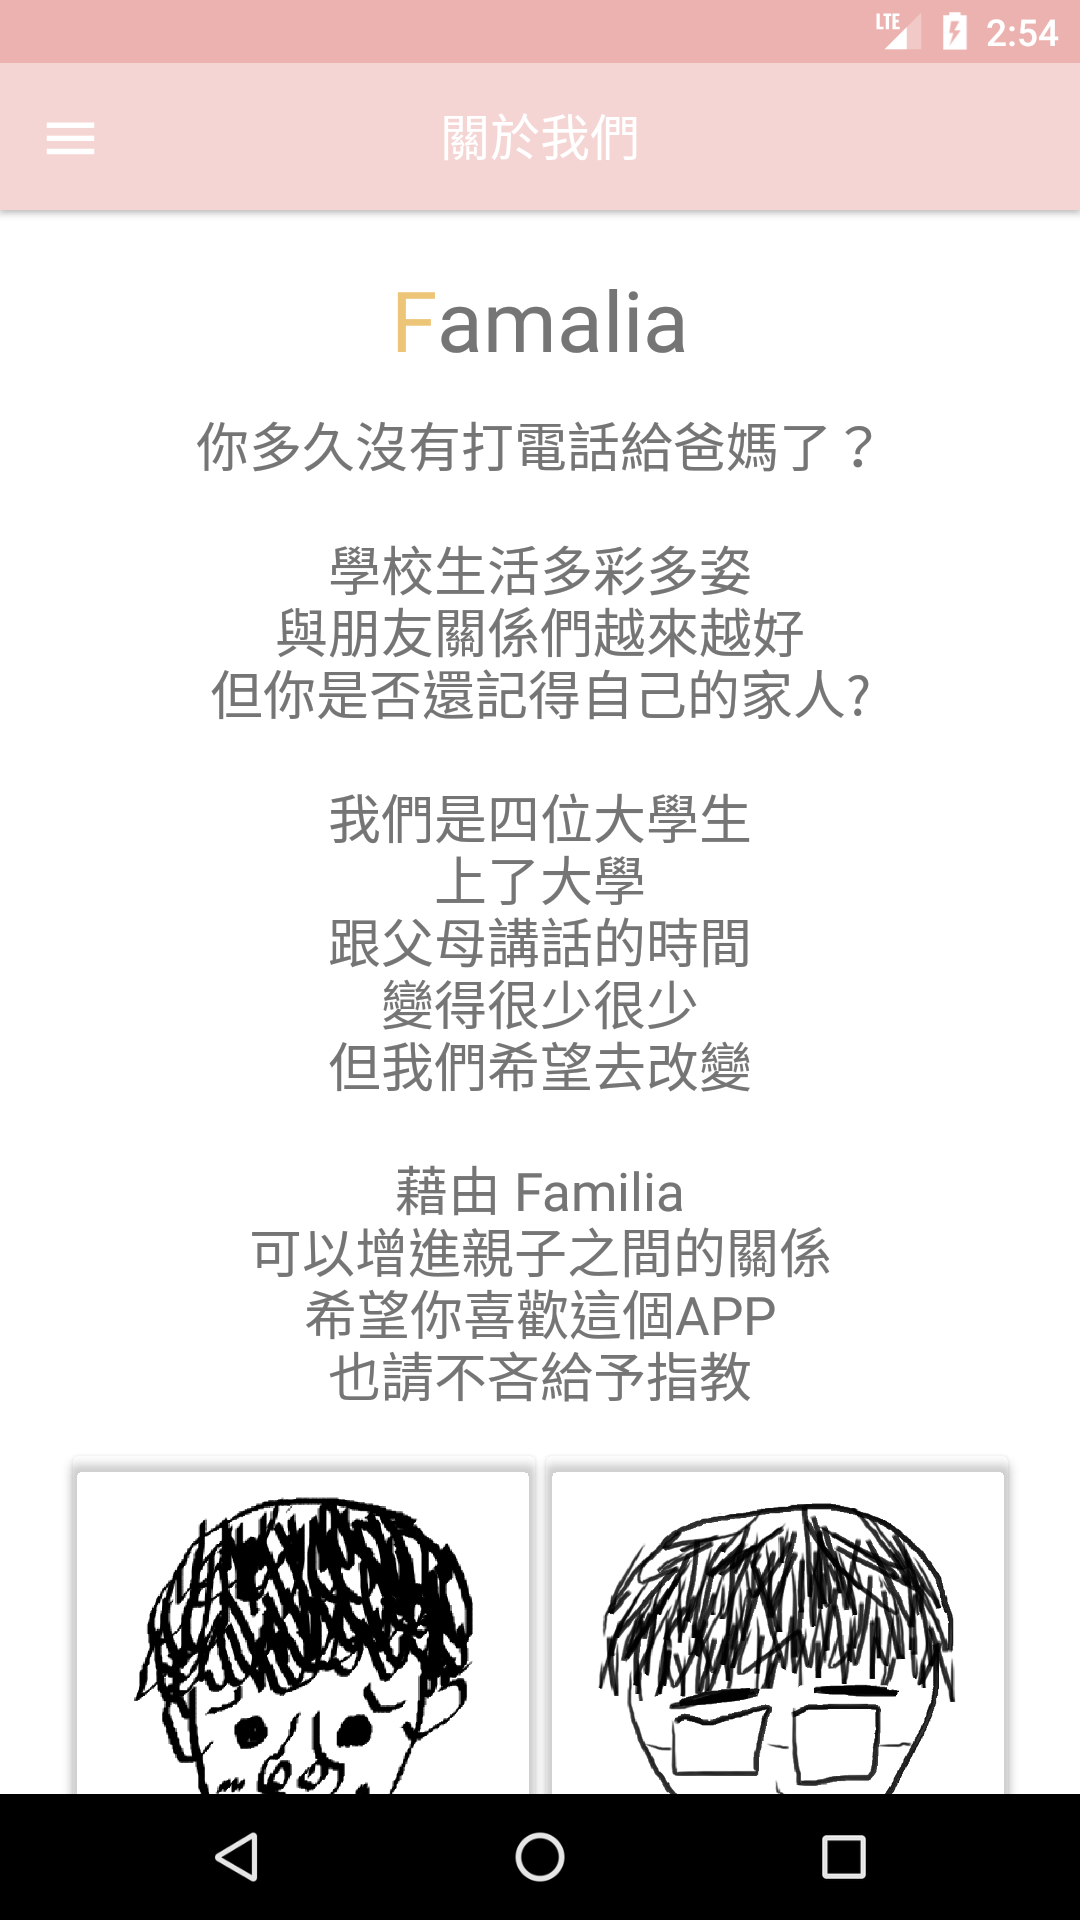 LTE 2:54
關於我們
Famalia
你多久沒有打電話給爸媽了？
學校生活多彩多姿
與朋友關係們越來越好
但你是否還記得自己的家人?
我們是四位大學生
上了大學
跟父母講話的時間
變得很少很少
但我們希望去改變
藉由 Familia
可以增進親子之間的關係
希望你喜歡這個APP
也請不吝給予指教